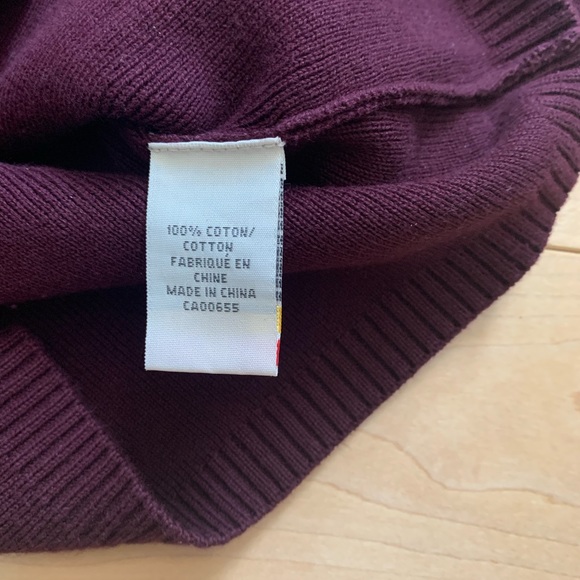 100% COTON/
COTTON
FABRIQUÉ EN
CHINE
MADE IN CHINA
CA00655